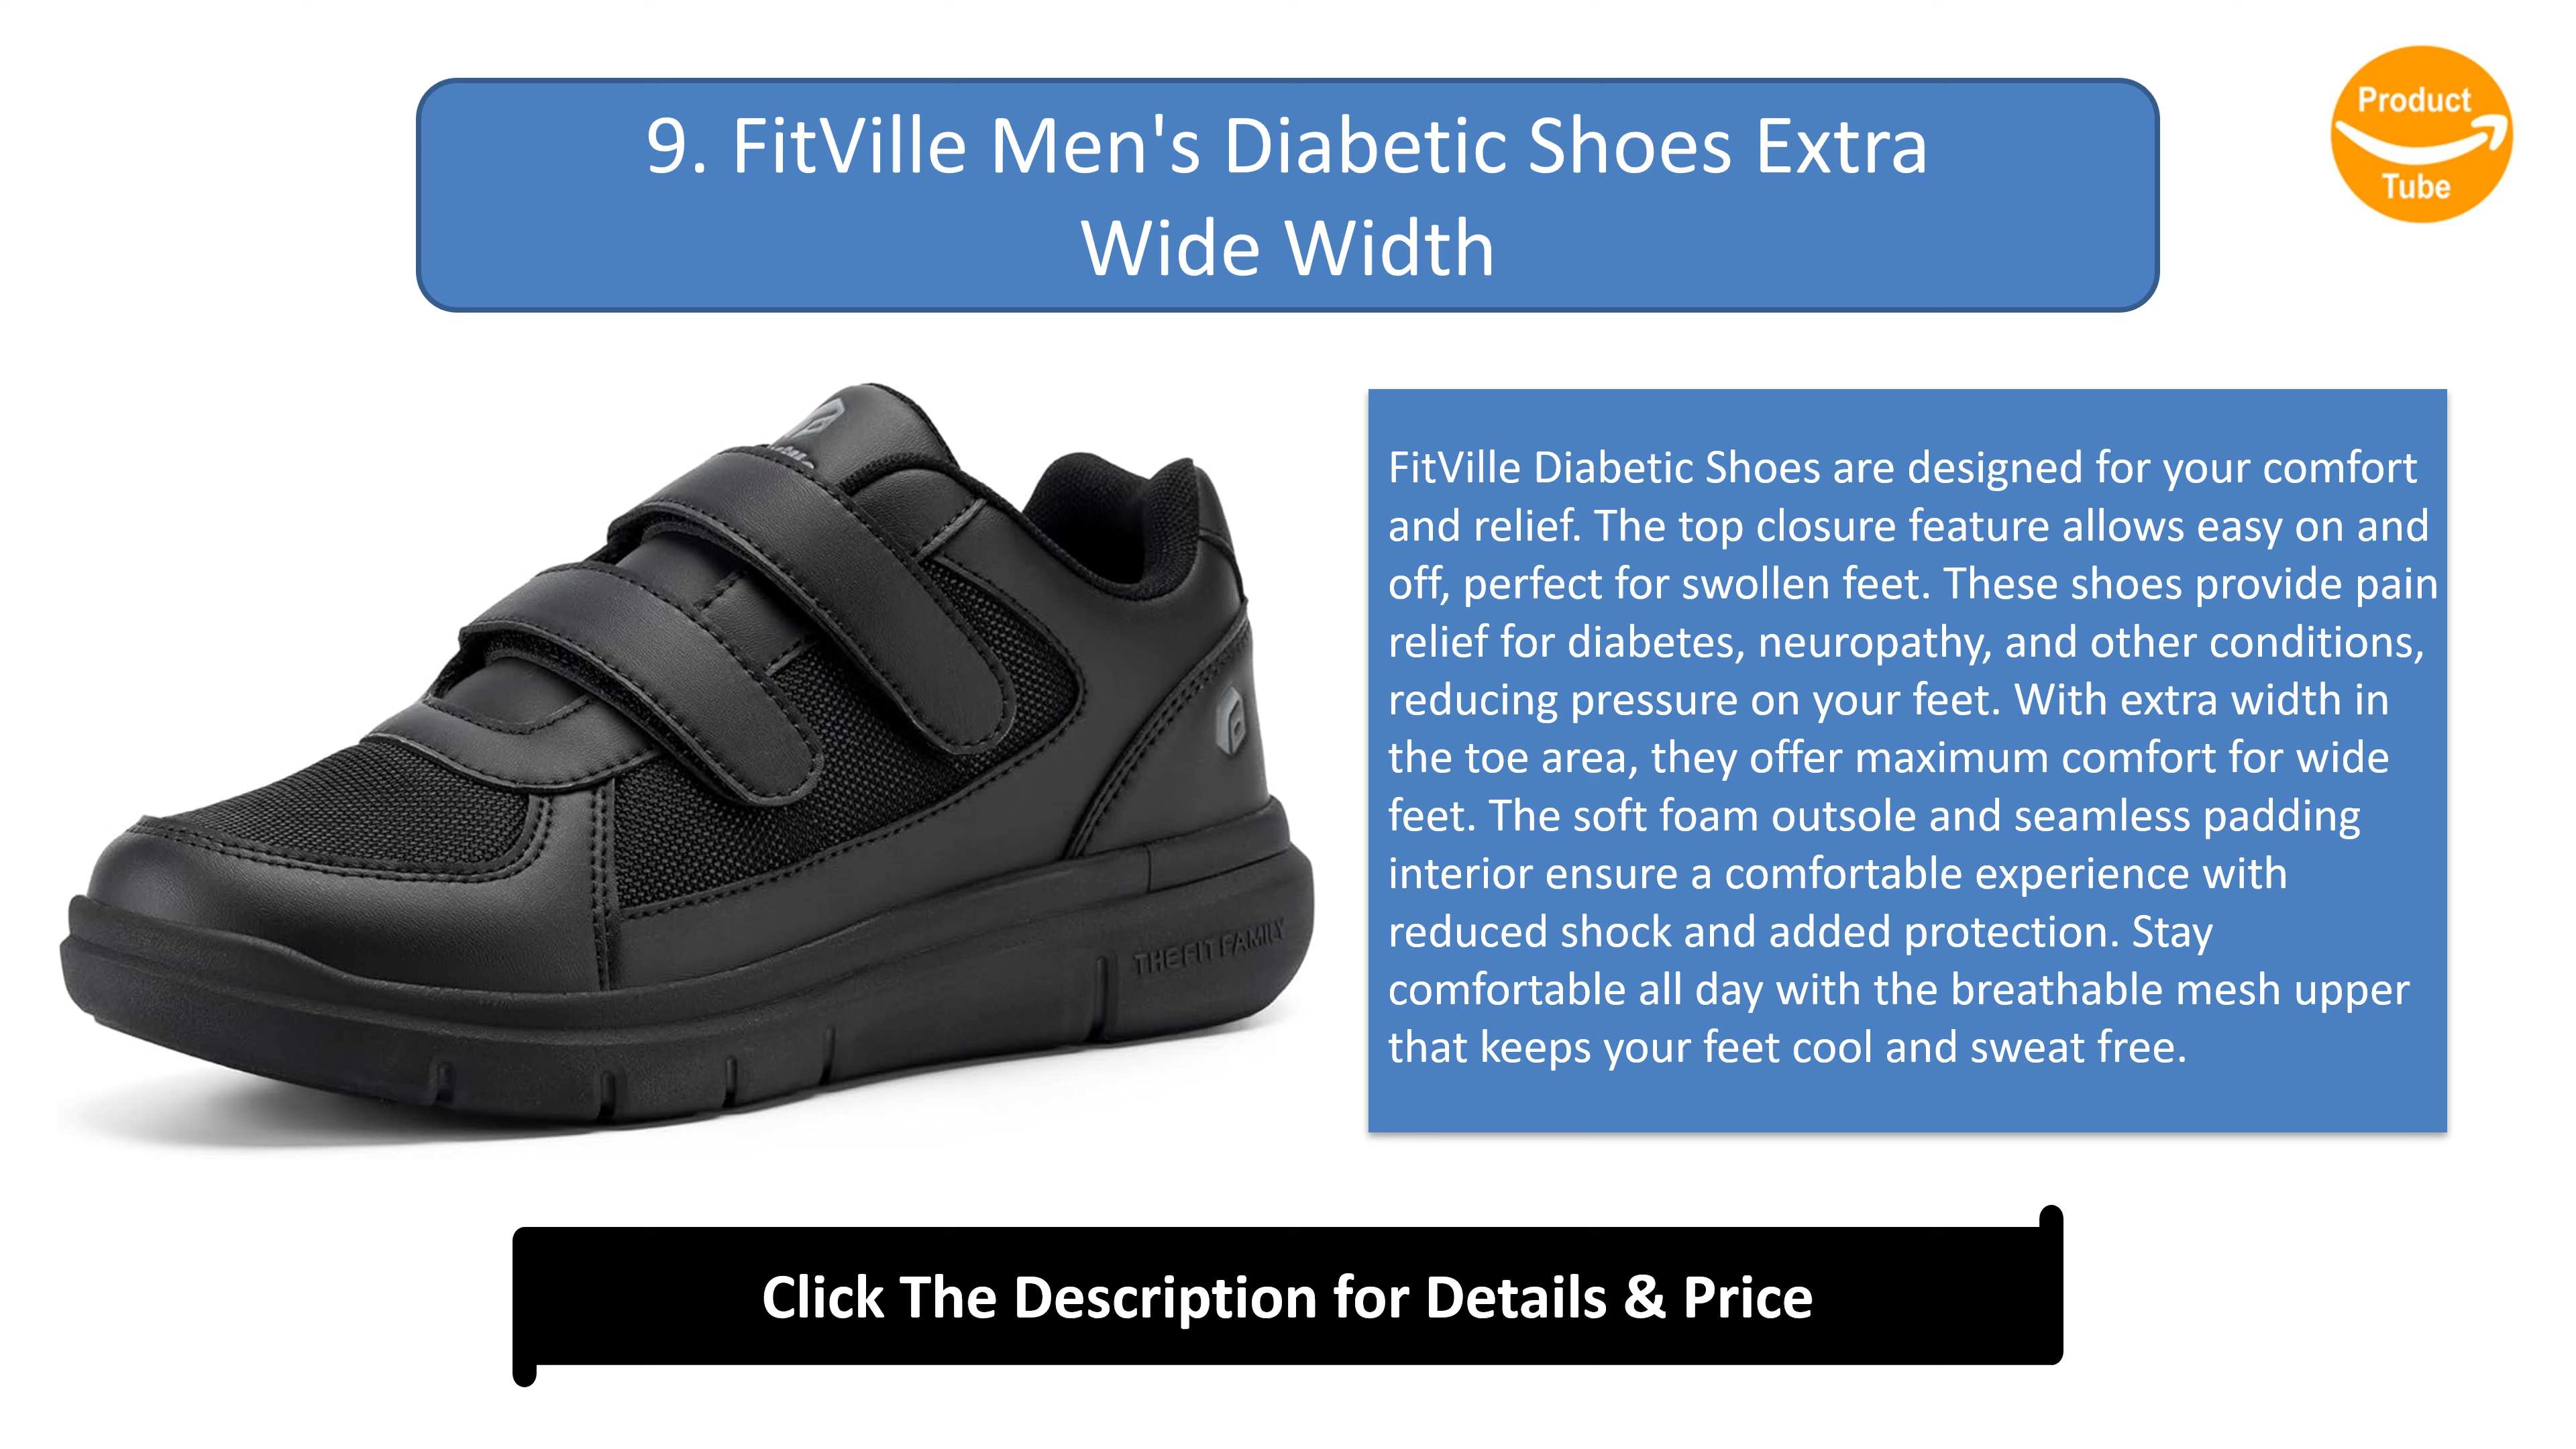 9. FitVille Men's Diabetic Shoes Extra
Wide Width
Product
Tube
FitVille Diabetic Shoes are designed for your comfort
and relief. The top closure feature allows easy on and
off, perfect for swollen feet. These shoes provide pain
relief for diabetes, neuropathy, and other conditions,
reducing pressure on your feet. With extra width in
the toe area, they offer maximum comfort for wide
feet. The soft foam outsole and seamless padding
interior ensure a comfortable experience with
reduced shock and added protection. Stay
comfortable all day with the breathable mesh upper
that keeps your feet cool and sweat free.
THE FIT FAMILY
Click The Description for Details & Price